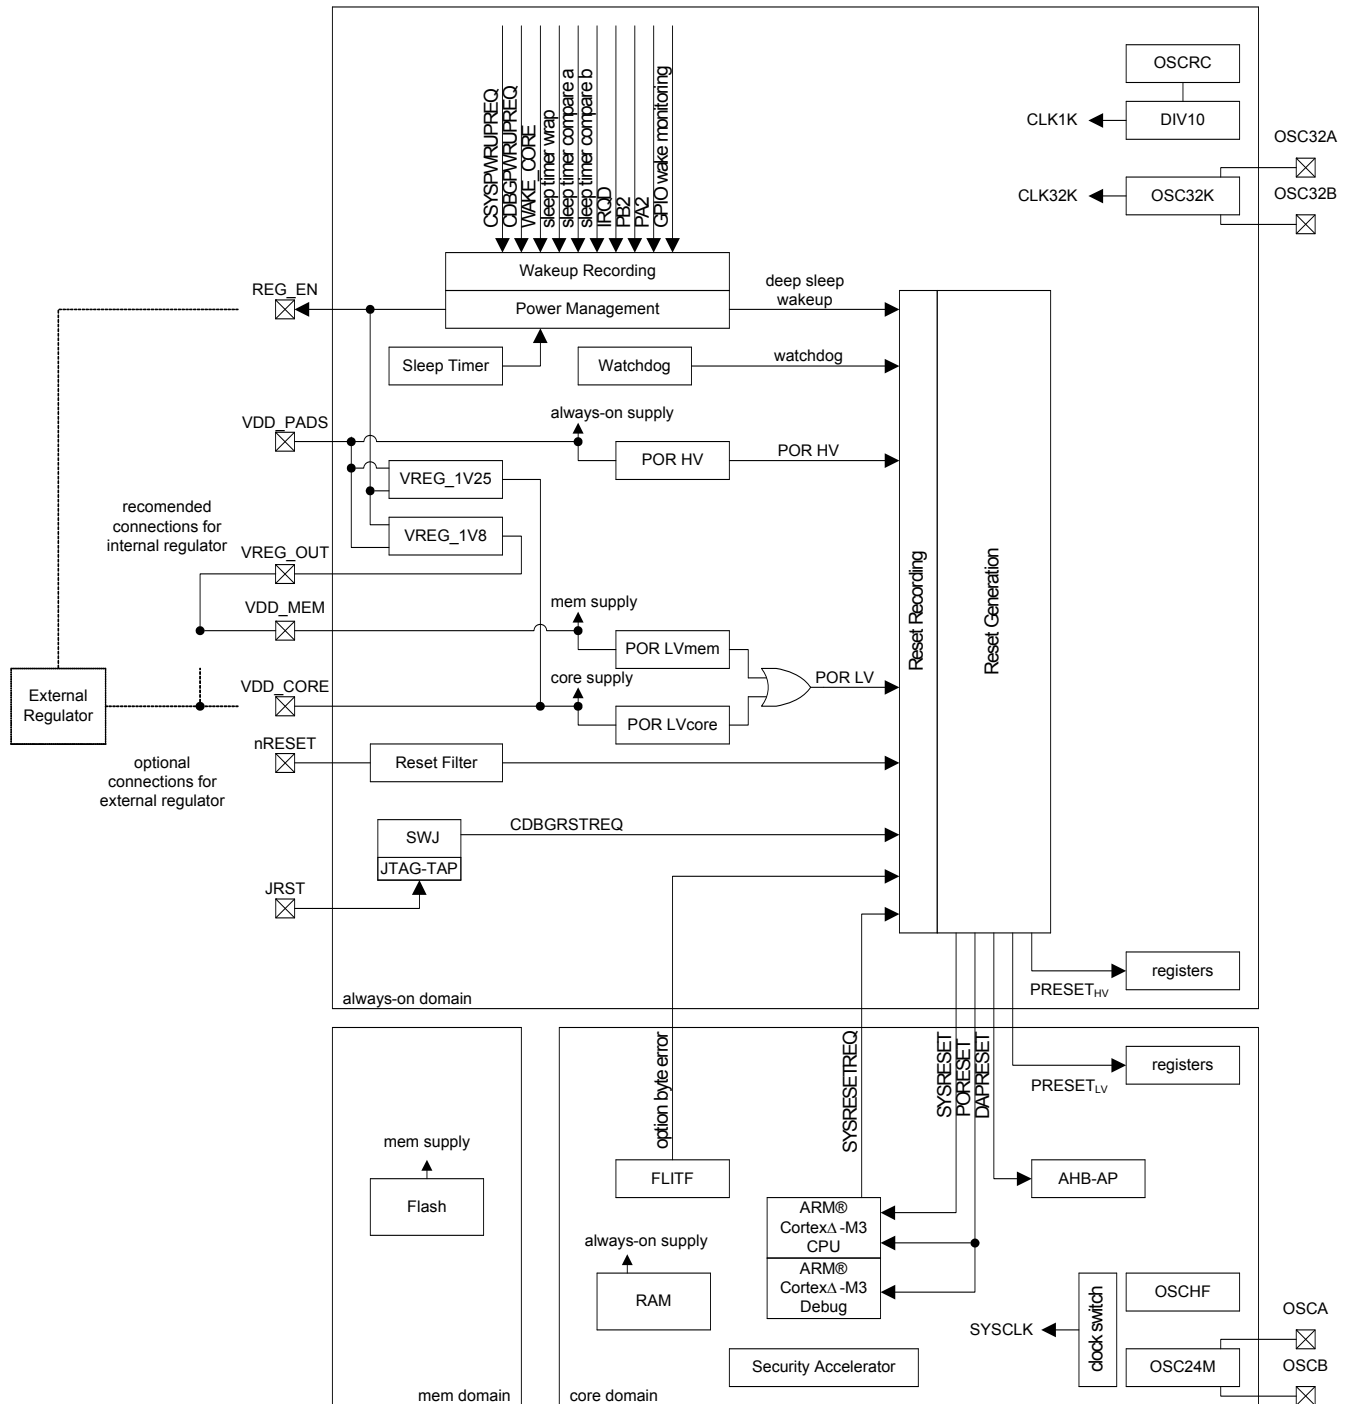 OSCRC
CLK1K
DIV10
OSC32A
CLK32K
OSC32K
OSC32B
CSYSPWRUPREQ
CDBGPWRUPREQ
WAKE_CORE
sleep timer wrap
sleep timer compare a
sleep timer compare b
IRQD
PB2
PA2
GPIO wake monitoring
Wakeup Recording
REG_EN
Power Management
deep sleep
wakeup
Sleep Timer
Watchdog
watchdog
VDD_PADS
always-on supply
POR HV
POR HV
VREG_1V25
recomended
connections for
internal regulator
VREG_1V8
VREG_OUT
Reset Recording
Reset Generation
VDD_MEM
mem supply
POR LVmem
External
Regulator
VDD_CORE
core supply
POR LV
POR LVcore
nRESET
Reset Filter
optional
connections for
external regulator
CDBGRSTREQ
SWJ
JTAG-TAP
JRST
registers
PRESETHV
always-on domain
option byte error
SYSRESETREQ
SYSRESET
PORESET
DAPRESET
registers
PRESETLV
mem supply
Flash
FLITF
AHB-AP
ARM®
CortexΔ-M3
CPU
always-on supply
RAM
ARM®
CortexΔ-M3
Debug
SYSCLK
clock switch
OSCHF
OSCA
OSC24M
OSCB
Security Accelerator
mem domain
core domain